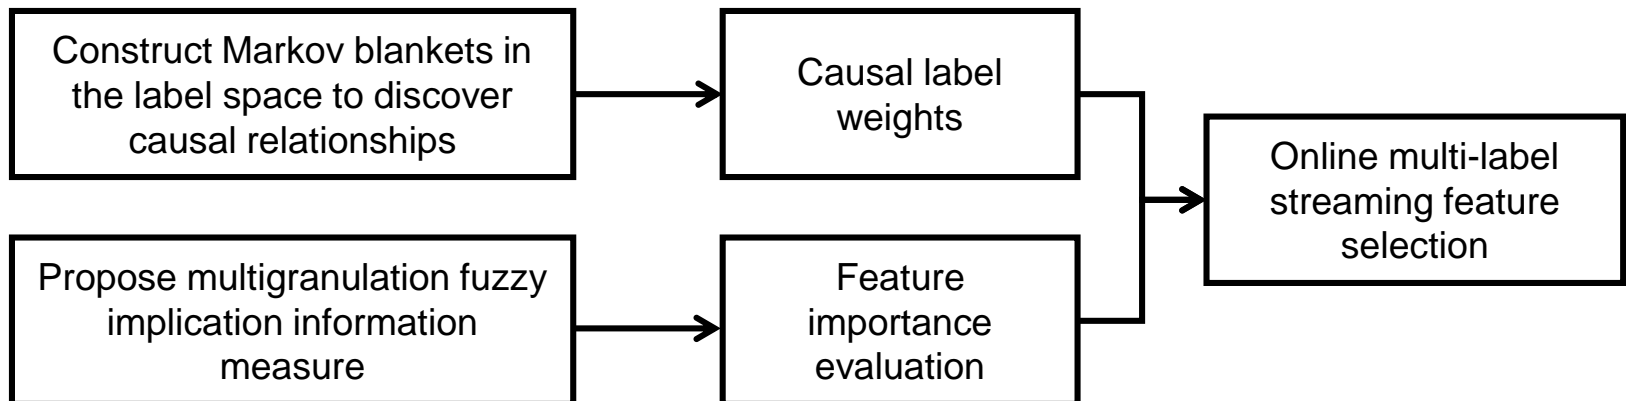 Construct Markov blankets in
the label space to discover
causal relationships
Causal label
weights
Online multi-label
streaming feature
selection
Propose multigranulation fuzzy
implication information
measure
Feature
importance
evaluation